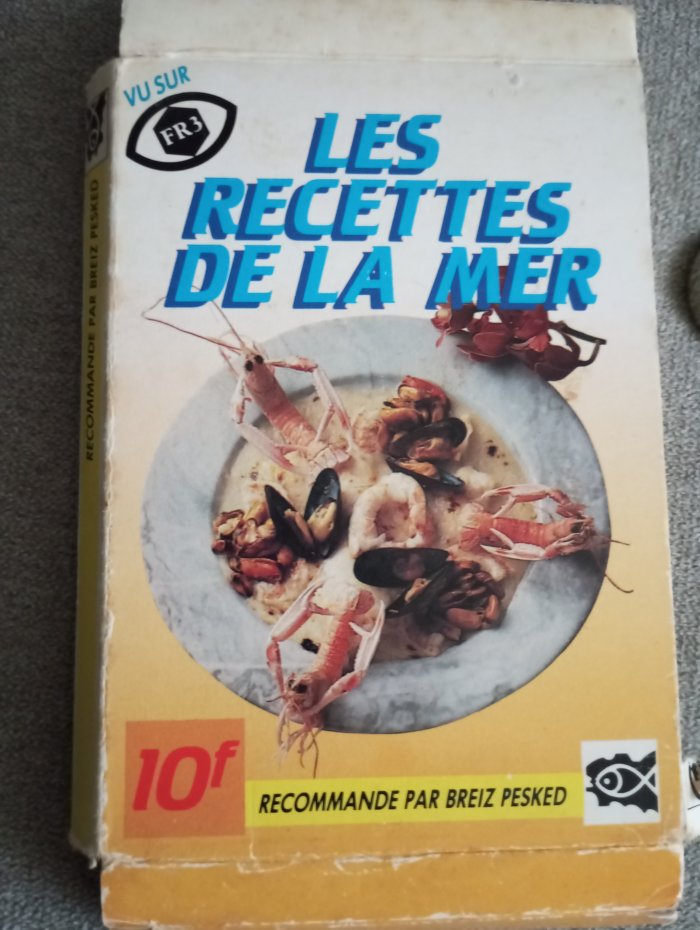 VU SUR
FR3
LES
RECETTES
DE LA MER
RECOMMANDE PAR BREIZ PESKED
10f
RECOMMANDE PAR BREIZ PESKED